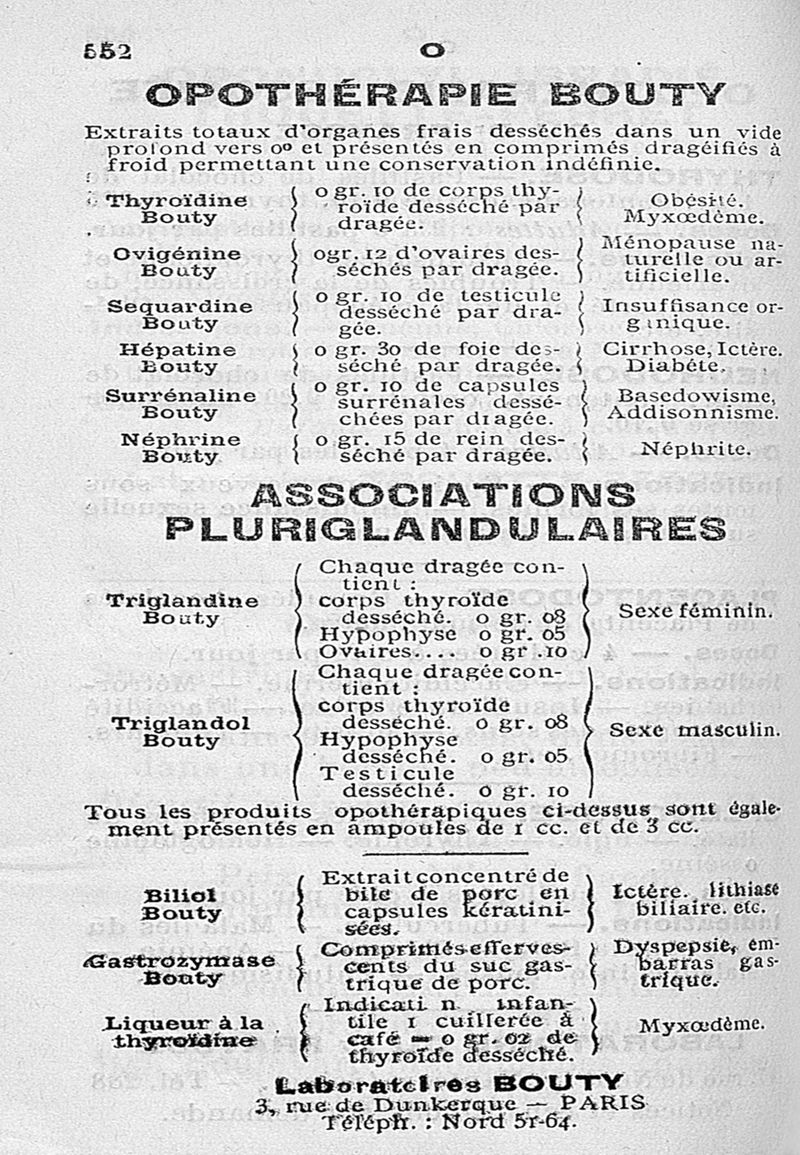 552
O
OPOTHÉRAPIE BOUTY
Extraits totaux d'organes frais desséchés dans un vide
profond vers 0º et présentés en comprimés dragéifiés à
froid permettant une conservation indéfinie.
Thyroïdine
Bouty
0 gr. 10 de corps thy-
roïde desséché par
dragée.
Obésité.
Myxœdème.
Ovigénine
Bouty
0gr. 12 d'ovaires des-
séchés par dragée.
Ménopause na-
turelle ou ar-
tificielle.
Sequardine
Bouty
0 gr. 10 de testicule
desséché par dra-
gée.
Insuffisance or-
ganique.
Hépatine
Bouty
0 gr. 30 de foie des-
séché par dragée.
Cirrhose, Ictère.
Diabéte.
Surrénaline
Bouty
0 gr. 10 de capsules
surrénales dessé-
chées par dragée.
Basedowisme,
Addisonnisme.
Néphrine
Bouty
0 gr. 15 de rein des-
séché par dragée.
Néphrite.
ASSOCIATIONS
PLURIGLANDULAIRES
Triglandine
Bouty
Chaque dragée con-
tient :
corps thyroïde
desséché. 0 gr. 08
Hypophyse 0 gr. 05
Ovaires.... 0 gr .10
Sexe féminin.
Triglandol
Bouty
Chaque dragée con-
tient :
corps thyroïde
desséché. 0 gr. 08
Hypophyse
desséché. 0 gr. 05
Testicule
desséché. 0 gr. 10
Sexe masculin.
Tous les produits opothérapiques ci-dessus sont égale-
ment présentés en ampoules de 1 cc. et de 3 cc.
Biliol
Bouty
Extrait concentré de
bile de porc en
capsules kératini-
sées.
Ictère. lithiase
biliaire. etc.
Gastrozymase
Bouty
Comprimés efferves-
cents du suc gas-
trique de porc.
Dyspepsie, em-
barras gas-
trique.
Liqueur à la
thyroïdine
Indicati n infan-
tile 1 cuillerée à
café = 0 gr. 02 de
thyroïde desséché.
Myxœdème.
Laboratoires BOUTY
3, rue de Dunkerque — PARIS
Téléph. : Nord 51-64.